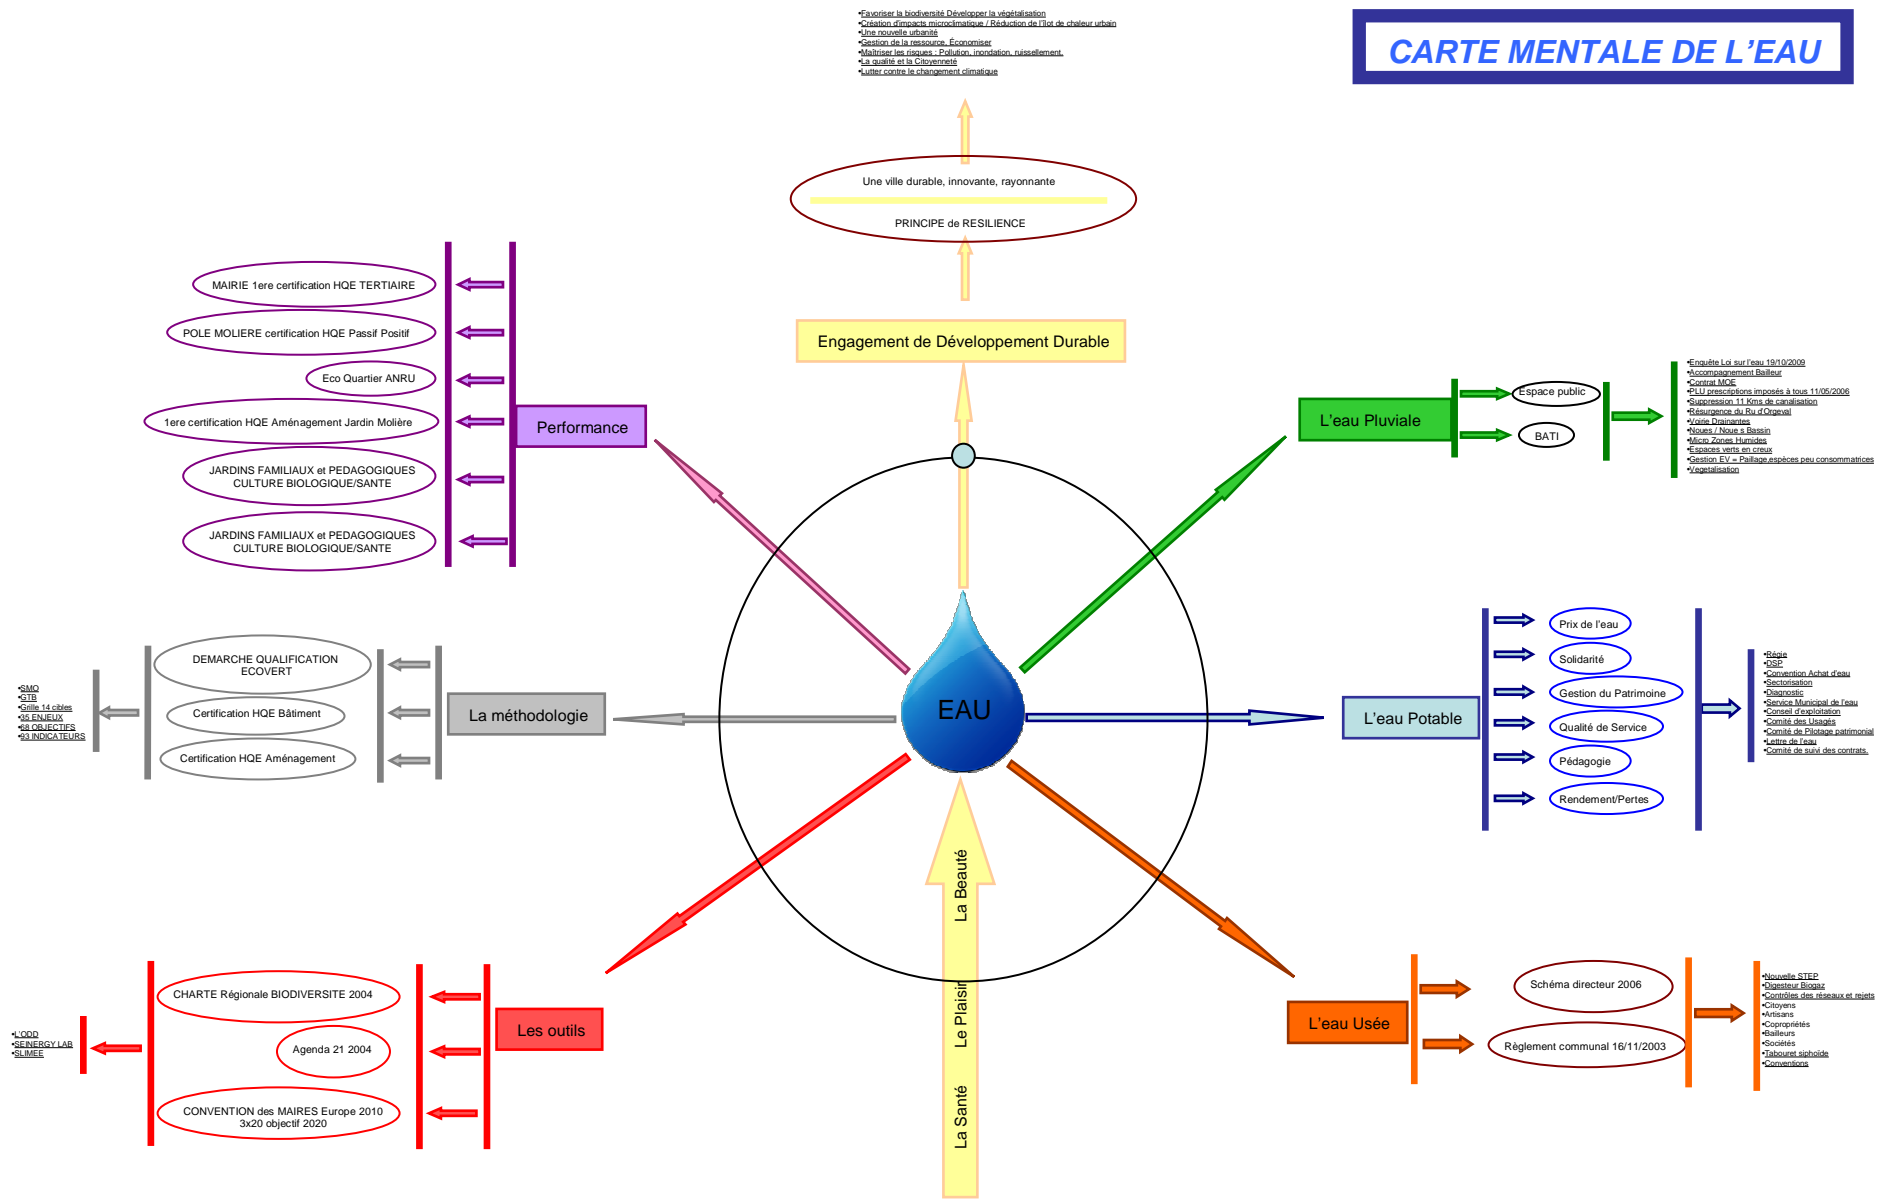 CARTE MENTALE DE L'EAU
•Favoriser la biodiversité Développer la végétalisation
•Création d'impacts microclimatique / Réduction de l'îlot de chaleur urbain
•Une nouvelle urbanité
•Gestion de la ressource, Économiser
•Maîtriser les risques : Pollution, inondation, ruissellement.
•La qualité et la Citoyenneté
•Lutter contre le changement climatique
Une ville durable, innovante, rayonnante
PRINCIPE de RESILIENCE
Engagement de Développement Durable
MAIRIE 1ere certification HQE TERTIAIRE
POLE MOLIERE certification HQE Passif Positif
Eco Quartier ANRU
1ere certification HQE Aménagement Jardin Molière
JARDINS FAMILIAUX et PEDAGOGIQUES
CULTURE BIOLOGIQUE/SANTE
JARDINS FAMILIAUX et PEDAGOGIQUES
CULTURE BIOLOGIQUE/SANTE
Performance
L'eau Pluviale
Espace public
BATI
•Enquête Loi sur l'eau 19/10/2009
•Accompagnement Bailleur
•Contrat MOE
•PLU prescriptions imposés à tous 11/05/2006
•Suppression 11 Kms de canalisation
•Résurgence du Ru d'Orgeval
•Voirie Drainantes
•Noues / Noue s Bassin
•Micro Zones Humides
•Espaces verts en creux
•Gestion EV = Paillage,espèces peu consommatrices
•Vegetalisation
DEMARCHE QUALIFICATION
ECOVERT
Certification HQE Bâtiment
Certification HQE Aménagement
La méthodologie
•SMO
•GTB
•Grille 14 cibles
•35 ENJEUX
•68 OBJECTIFS
•93 INDICATEURS
EAU
L'eau Potable
Prix de l'eau
Solidarité
Gestion du Patrimoine
Qualité de Service
Pédagogie
Rendement/Pertes
•Régie
•DSP
•Convention Achat d'eau
•Sectorisation
•Diagnostic
•Service Municipal de l'eau
•Conseil d'exploitation
•Comité des Usagés
•Comité de Pilotage patrimonial
•Lettre de l'eau
•Comité de suivi des contrats.
La Santé Le Plaisir La Beauté
CHARTE Régionale BIODIVERSITE 2004
Agenda 21 2004
CONVENTION des MAIRES Europe 2010
3x20 objectif 2020
Les outils
•L'ODD
•SEINERGY LAB
•SLIMEE
L'eau Usée
Schéma directeur 2006
Règlement communal 16/11/2003
•Nouvelle STEP
•Digesteur Biogaz
•Contrôles des réseaux et rejets
•Citoyens
•Artisans
•Copropriétés
•Bailleurs
•Sociétés
•Tabouret siphoïde
•Conventions